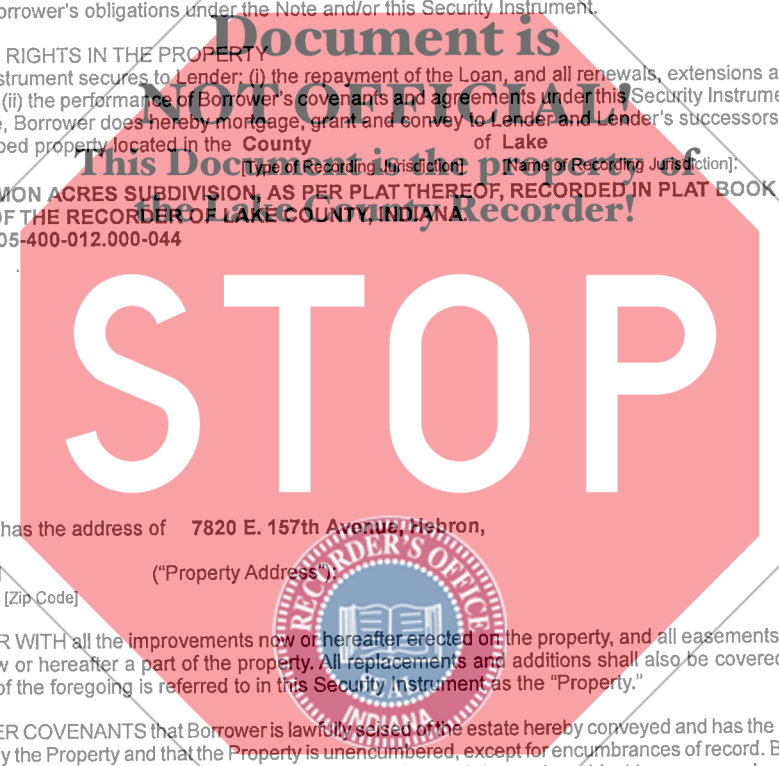 orrower's obligations under the Note and/or this Security Instrument.
Document is
RIGHTS IN THE PROPERTY
strument secures to Lender: (i) the repayment of the Loan, and all renewals, extensions a
(ii) the performance of Borrower's covenants and agreements under this Security Instrume
NOT OFFICIAL!
e, Borrower does hereby mortgage, grant and convey to Lender and Lender's successors
bed property located in the County of Lake
This Document is the property of
[Type of Recording Jurisdiction] [Name of Recording Jurisdiction]:
MON ACRES SUBDIVISION, AS PER PLAT THEREOF, RECORDED IN PLAT BOOK
OF THE RECORDER OF LAKE COUNTY, INDIANA.
the Lake County Recorder!
05-400-012.000-044
STOP
has the address of 7820 E. 157th Avenue, Hebron,
("Property Address"):
[Zip Code]
RECORDER'S OFFICE
R WITH all the improvements now or hereafter erected on the property, and all easements
w or hereafter a part of the property. All replacements and additions shall also be covered
of the foregoing is referred to in this Security Instrument as the "Property."
INDIANA
ER COVENANTS that Borrower is lawfully seised of the estate hereby conveyed and has the
y the Property and that the Property is unencumbered, except for encumbrances of record. B